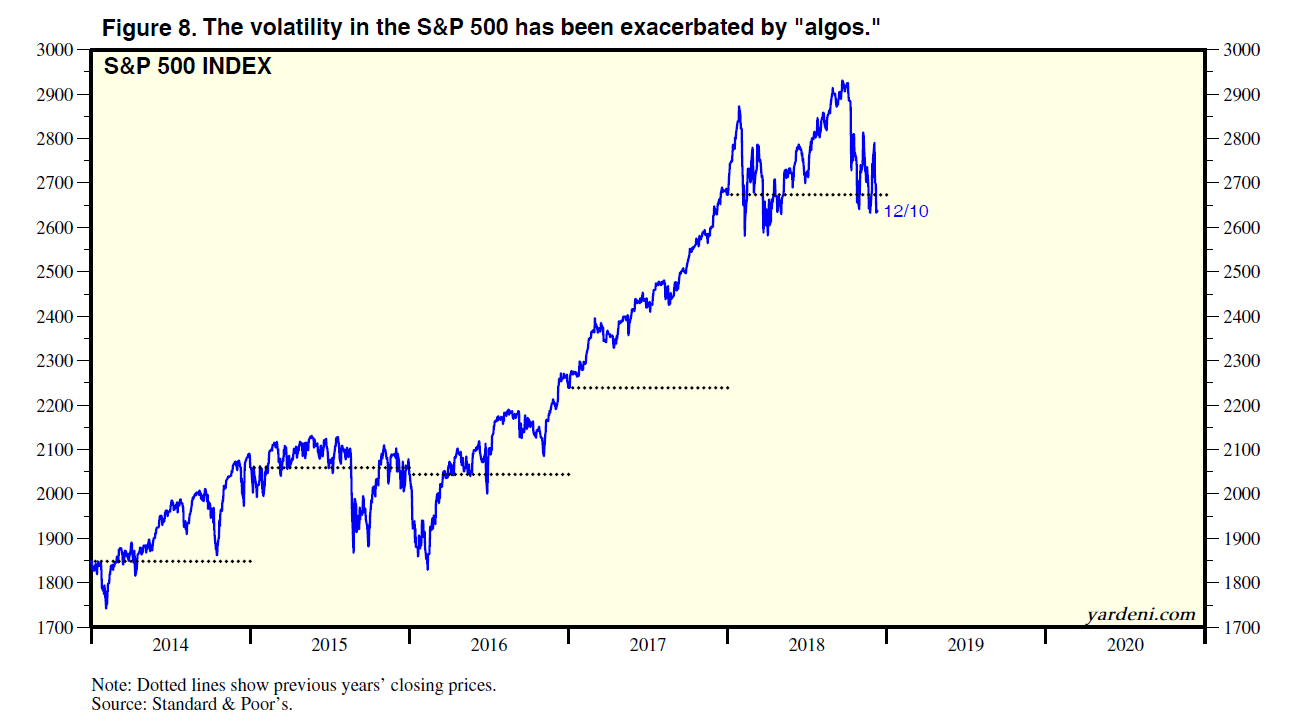 Figure 8. The volatility in the S&P 500 has been exacerbated by "algos."
S&P 500 INDEX
3000 3000
2900 2900
2800 2800
2700 2700
12/10
2600 2600
2500 2500
2400 2400
2300 2300
2200 2200
2100 2100
2000 2000
1900 1900
1800 1800
yardeni.com
1700 1700
2014 2015 2016 2017 2018 2019 2020
Note: Dotted lines show previous years' closing prices.
Source: Standard & Poor's.